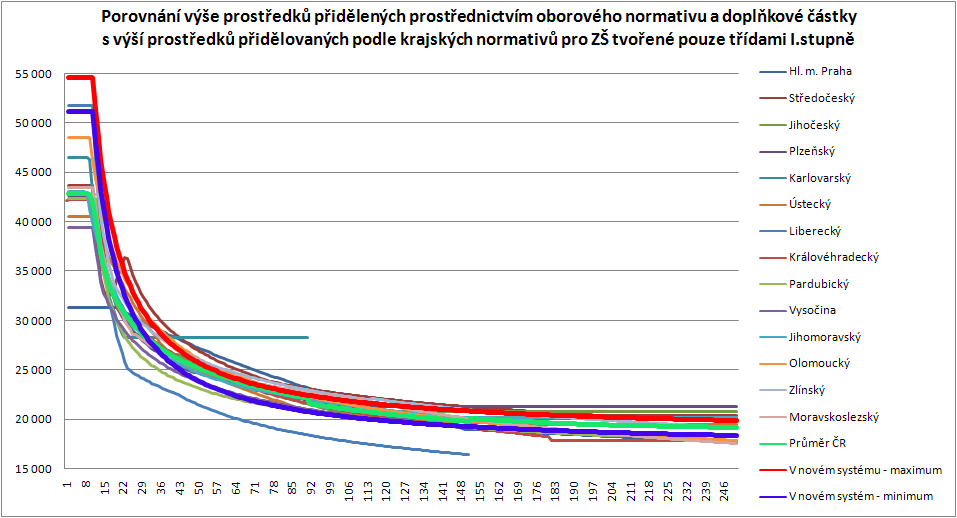 Porovnání výše prostředků přidělených prostřednictvím oborového normativu a doplňkové částky
s výší prostředků přidělovaných podle krajských normativů pro ZŠ tvořené pouze třídami I.stupně
55 000
50 000
45 000
40 000
35 000
30 000
25 000
20 000
15 000
1 8 15 22 29 36 43 50 57 64 71 78 85 92 99 106 113 120 127 134 141 148 155 162 169 176 183 190 197 204 211 218 225 232 239 246
Hl. m. Praha
Středočeský
Jihočeský
Plzeňský
Karlovarský
Ústecký
Liberecký
Královéhradecký
Pardubický
Vysočina
Jihomoravský
Olomoucký
Zlínský
Moravskoslezský
Průměr ČR
V novém systému - maximum
V novém systém - minimum